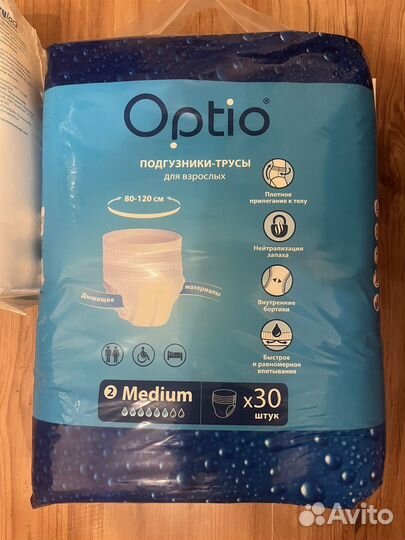 Optio®
ПОДГУЗНИКИ-ТРУСЫ
для взрослых
80-120 см
Плотное
прилегание к телу
Нейтрализация
запаха
Дышащие материалы
Внутренние
бортики
Быстрое
и равномерное
впитывание
2 Medium
x30
штук
Avito